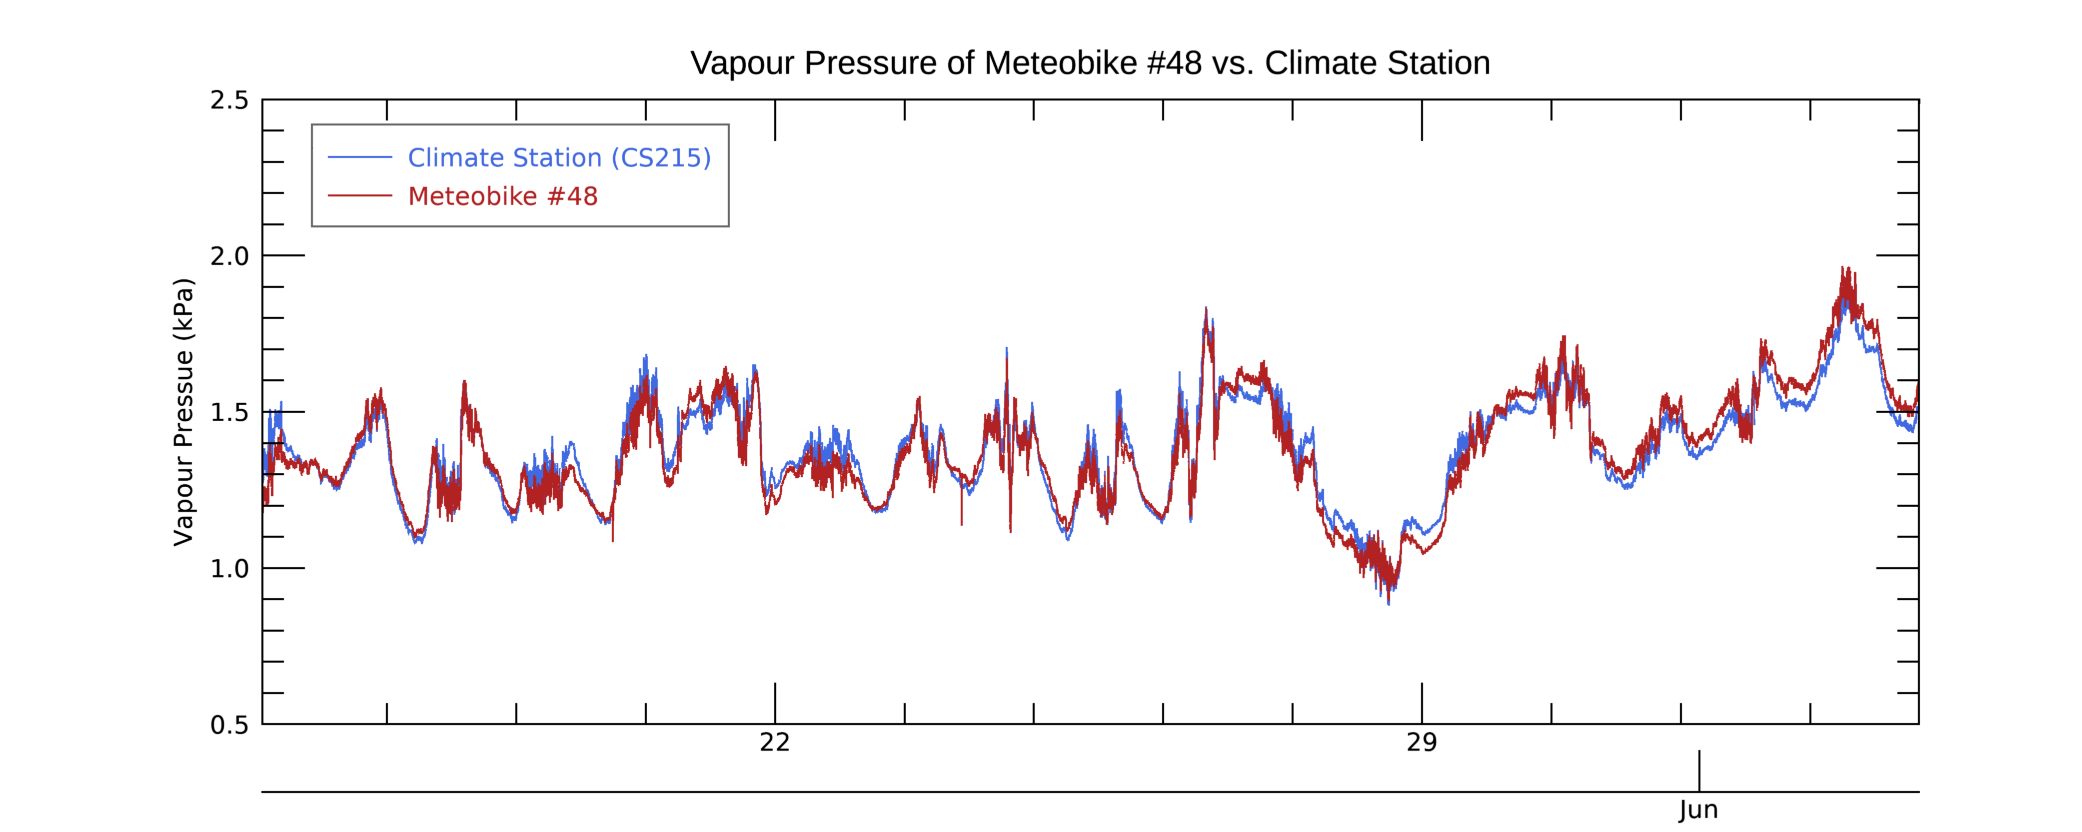 Vapour Pressure of Meteobike #48 vs. Climate Station
2.5
2.0
1.5
1.0
0.5
Vapour Pressue (kPa)
Climate Station (CS215)
Meteobike #48
22
29
Jun